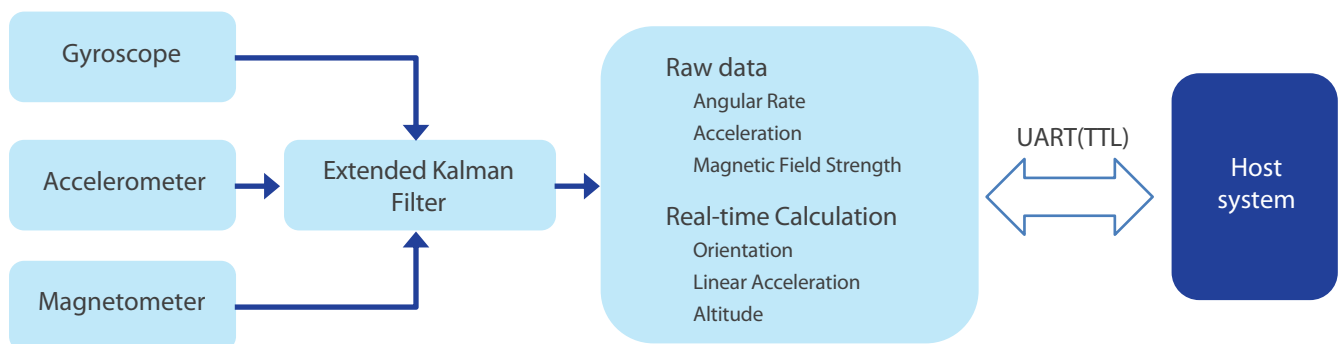 Gyroscope
Accelerometer
Magnetometer
Extended Kalman
Filter
Raw data
Angular Rate
Acceleration
Magnetic Field Strength
Real-time Calculation
Orientation
Linear Acceleration
Altitude
UART(TTL)
Host
system